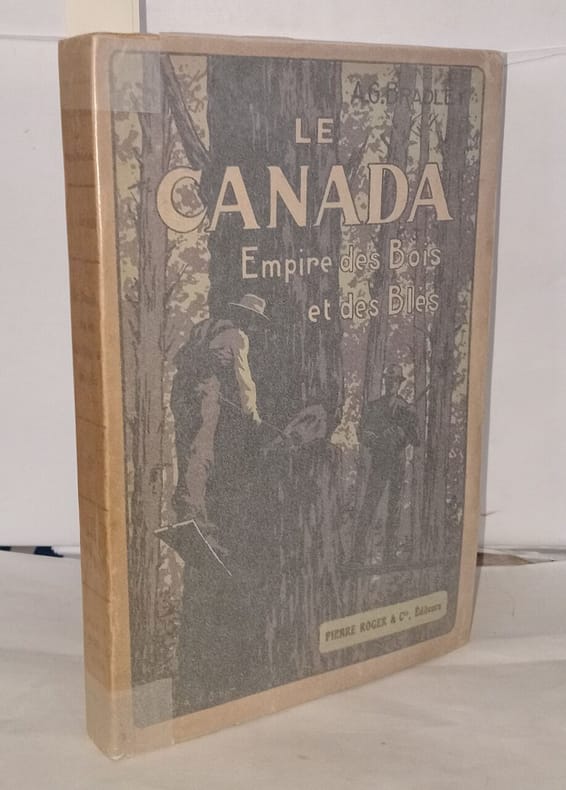 A.G. BRADLEY
LE
CANADA
Empire des Bois
et des Blés
PIERRE ROGER & Cie, Éditeurs